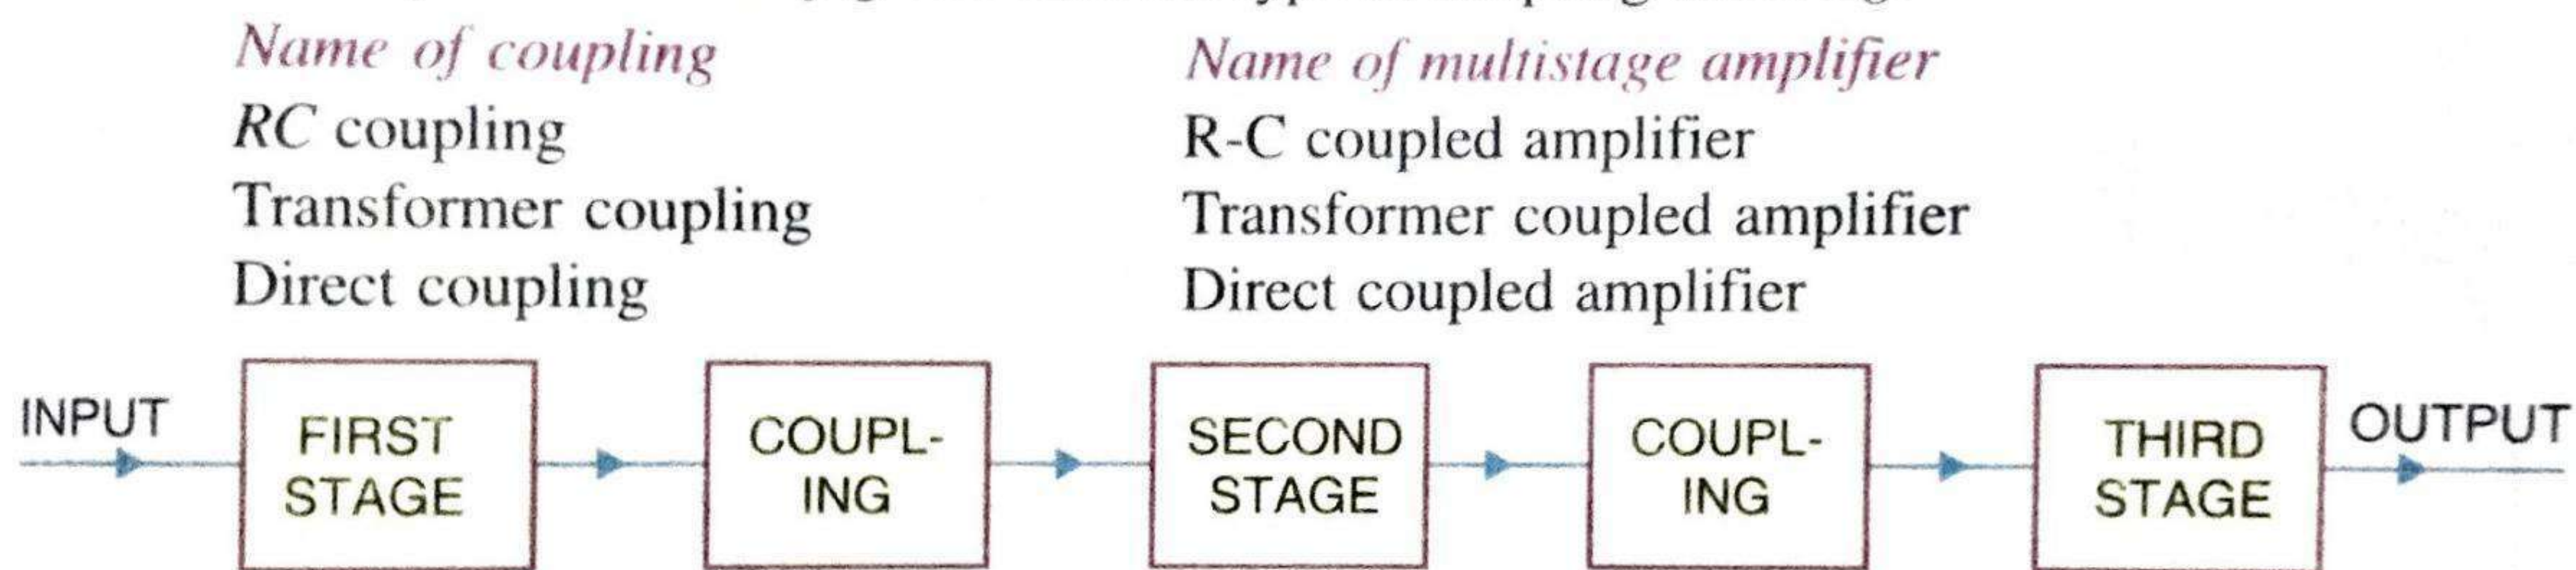 Name of coupling Name of multistage amplifier
RC coupling R-C coupled amplifier
Transformer coupling Transformer coupled amplifier
Direct coupling Direct coupled amplifier
INPUT FIRST COUPL- SECOND COUPL- THIRD OUTPUT
STAGE ING STAGE ING STAGE